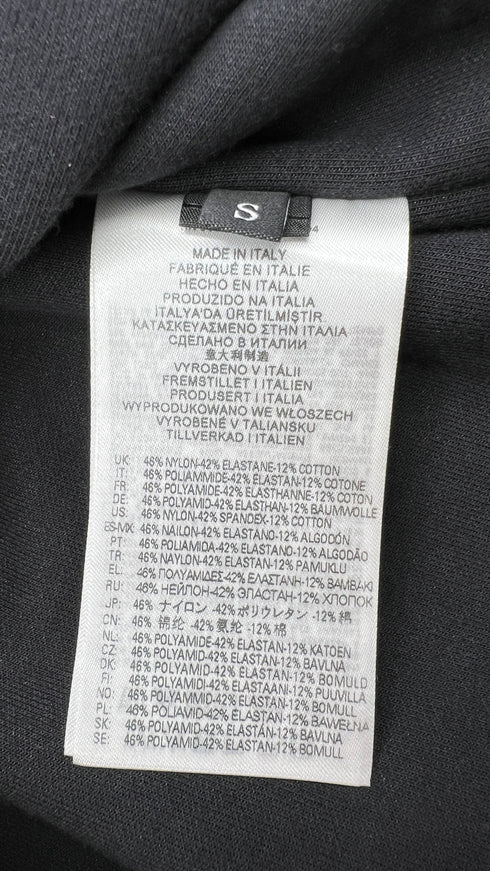 S
4
MADE IN ITALY
FABRIQUÉ EN ITALIE
HECHO EN ITALIA
PRODUZIDO NA ITALIA
ITALYA'DA ÜRETİLMİŞTİR
ΚΑΤΑΣΚΕΥΑΣΜΕΝΟ ΣΤΗΝ ΙΤΑΛΙΑ
СДЕЛАНО В ИТАЛИИ
意大利制造
VYROBENO V ITÁLII
FREMSTILLET I ITALIEN
PRODUSERT I ITALIA
WYPRODUKOWANO WE WŁOSZECH
VYROBENÉ V TALIANSKU
TILLVERKAD I ITALIEN
UK: 46% NYLON-42% ELASTANE-12% COTTON
IT: 46% POLIAMMIDE-42% ELASTAN-12% COTONE
FR: 46% POLYAMIDE-42% ELASTHANNE-12% COTON
DE: 46% POLYAMID-42% ELASTHAN-12% BAUMWOLLE
US: 46% NYLON-42% SPANDEX-12% COTTON
ES-MX: 46% NAILON-42% ELASTANO-12% ALGODÓN
PT: 46% POLIAMIDA-42% ELASTANO-12% ALGODÃO
TR: 46% NAYLON-42% ELASTAN-12% PAMUKLU
EL: 46% ΠΟΛΥΑΜΙΔΕΣ-42% ΕΛΑΣΤΑΝΗ-12% ΒΑΜΒΑΚΙ
RU: 46% НЕЙЛОН-42% ЭЛАСТАН-12% ХЛОПОК
JP: 46% ナイロン-42% ポリウレタン-12% 綿
CN: 46% 锦纶-42% 氨纶-12% 棉
NL: 46% POLYAMIDE-42% ELASTAN-12% KATOEN
CZ: 46% POLYAMID-42% ELASTAN-12% BAVLNA
DK: 46% POLYAMID-42% ELASTAN-12% BOMULD
FI: 46% POLYAMIDI-42% ELASTAANI-12% PUUVILLA
NO: 46% POLYAMID-42% ELASTAN-12% BOMULL
PL: 46% POLIAMID-42% ELASTAN-12% BAWEŁNA
SK: 46% POLYAMID-42% ELASTAN-12% BAVLNA
SE: 46% POLYAMID-42% ELASTAN-12% BOMULL